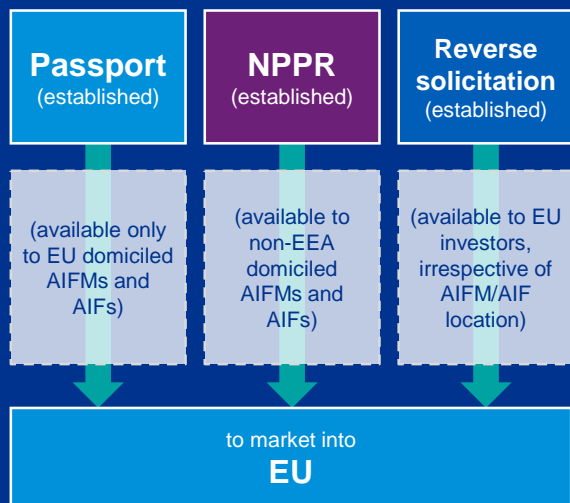 Passport
(established)
NPPR
(established)
Reverse
solicitation
(established)
(available only
to EU domiciled
AIFMs and
AIFs)
(available to
non-EEA
domiciled
AIFMs and
AIFs)
(available to EU
investors,
irrespective of
AIFM/AIF
location)
to market into
EU